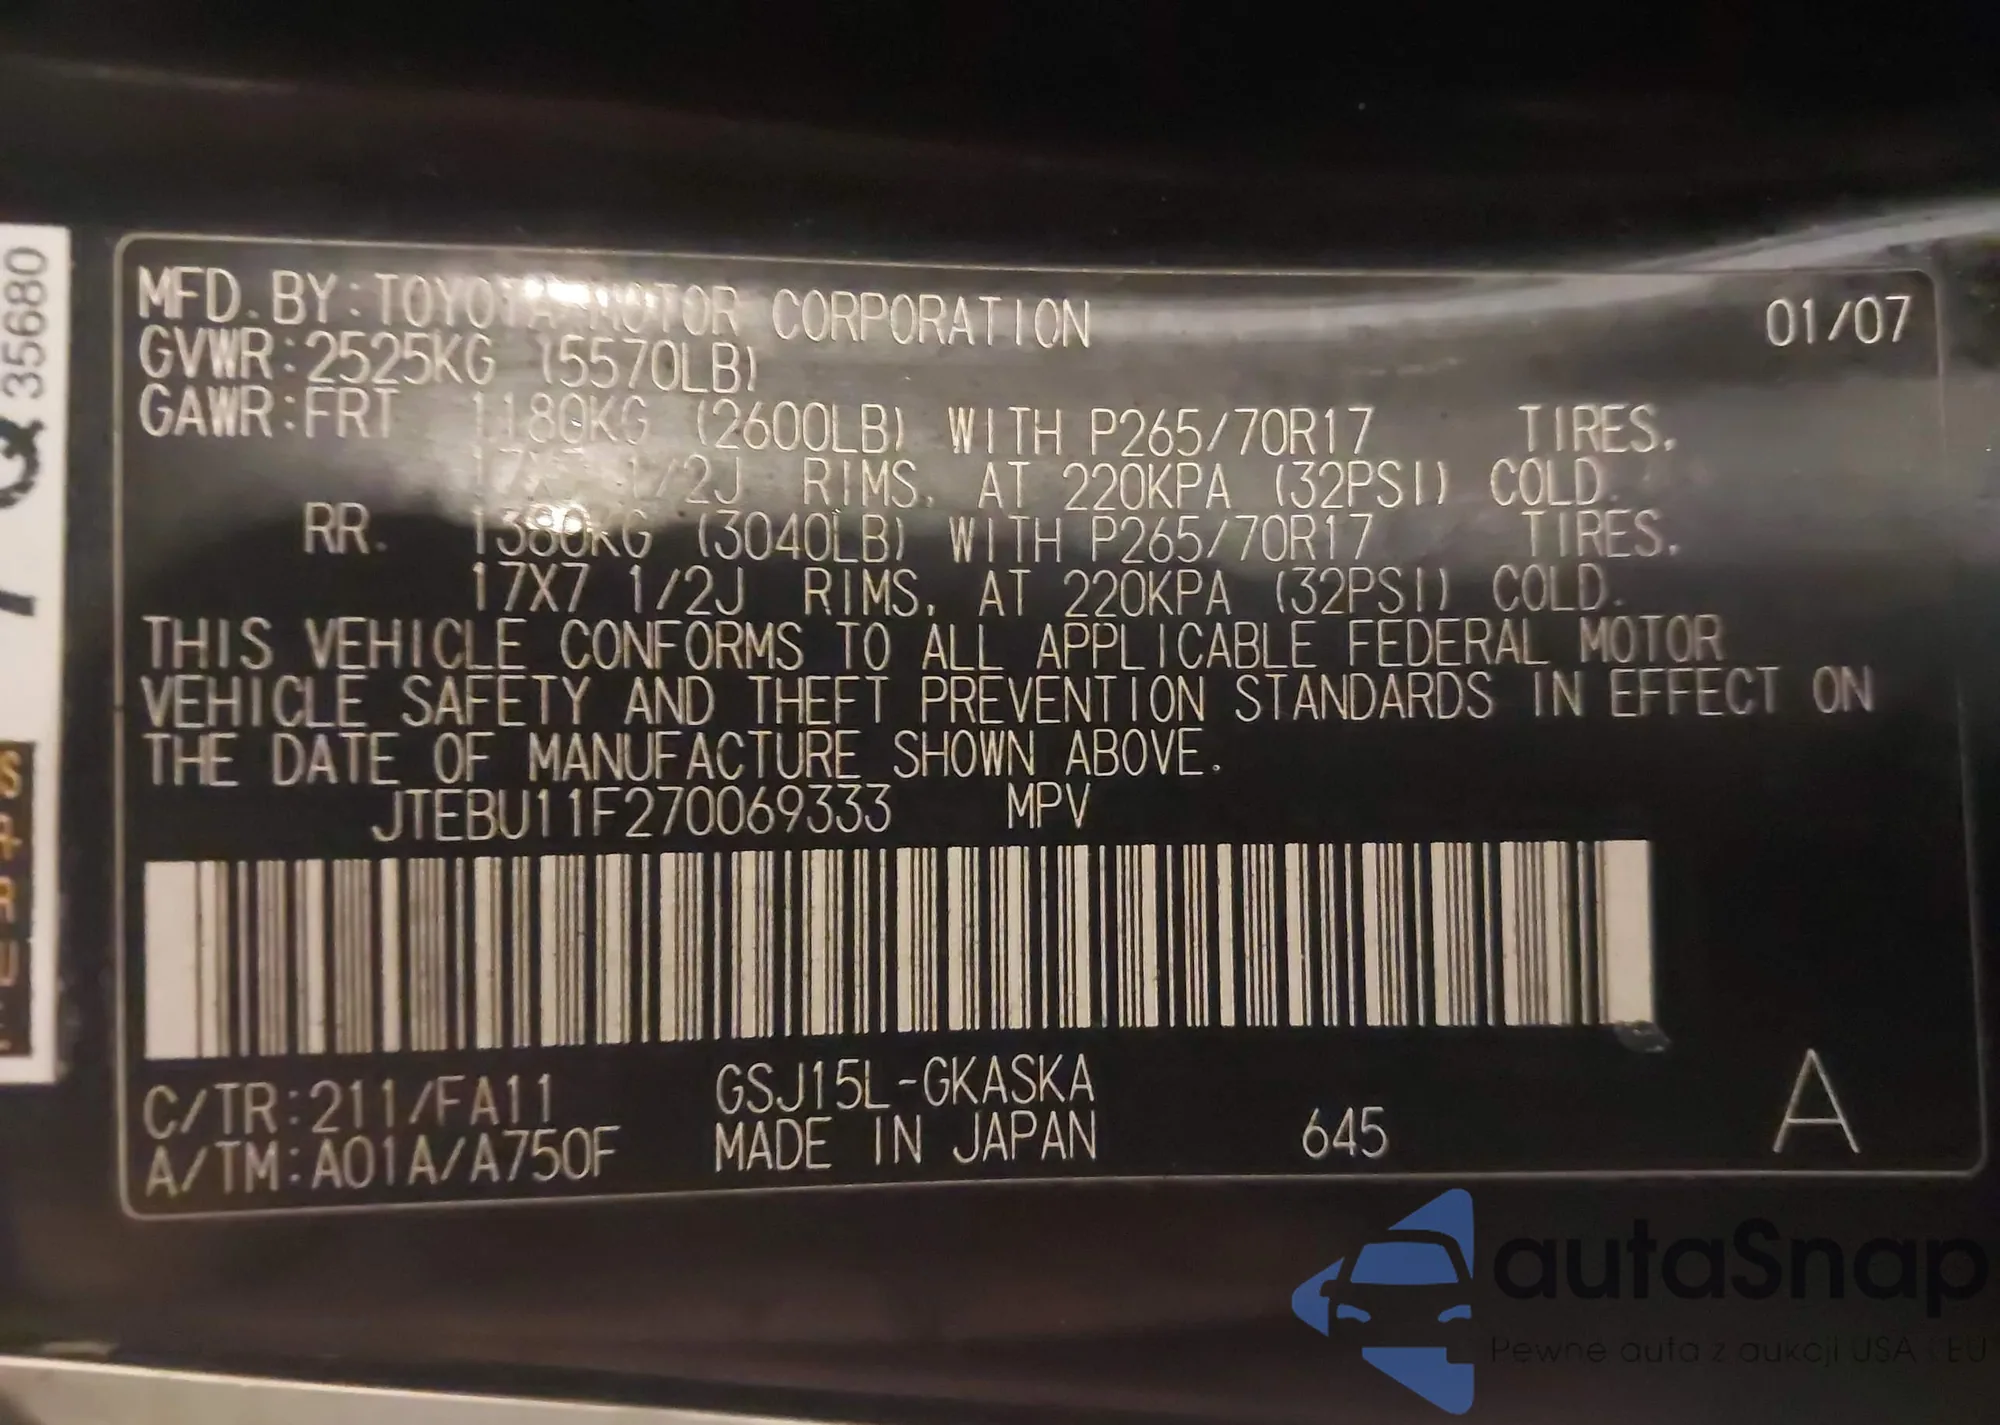 MFD. BY: TOYOTA MOTOR CORPORATION 01/07
GVWR: 2525KG (5570LB)
GAWR: FRT 1180KG (2600LB) WITH P265/70R17 TIRES,
17X7 1/2J RIMS, AT 220KPA (32PSI) COLD.
RR. 1380KG (3040LB) WITH P265/70R17 TIRES,
17X7 1/2J RIMS, AT 220KPA (32PSI) COLD.
THIS VEHICLE CONFORMS TO ALL APPLICABLE FEDERAL MOTOR
VEHICLE SAFETY AND THEFT PREVENTION STANDARDS IN EFFECT ON
THE DATE OF MANUFACTURE SHOWN ABOVE.
JTEBU11F270069333 MPV
C/TR: 211/FA11 GSJ15L-GKASKA
A/TM: A01A/A750F MADE IN JAPAN 645 A
35680
autaSnap
Pewne auta z aukcji USA i EU